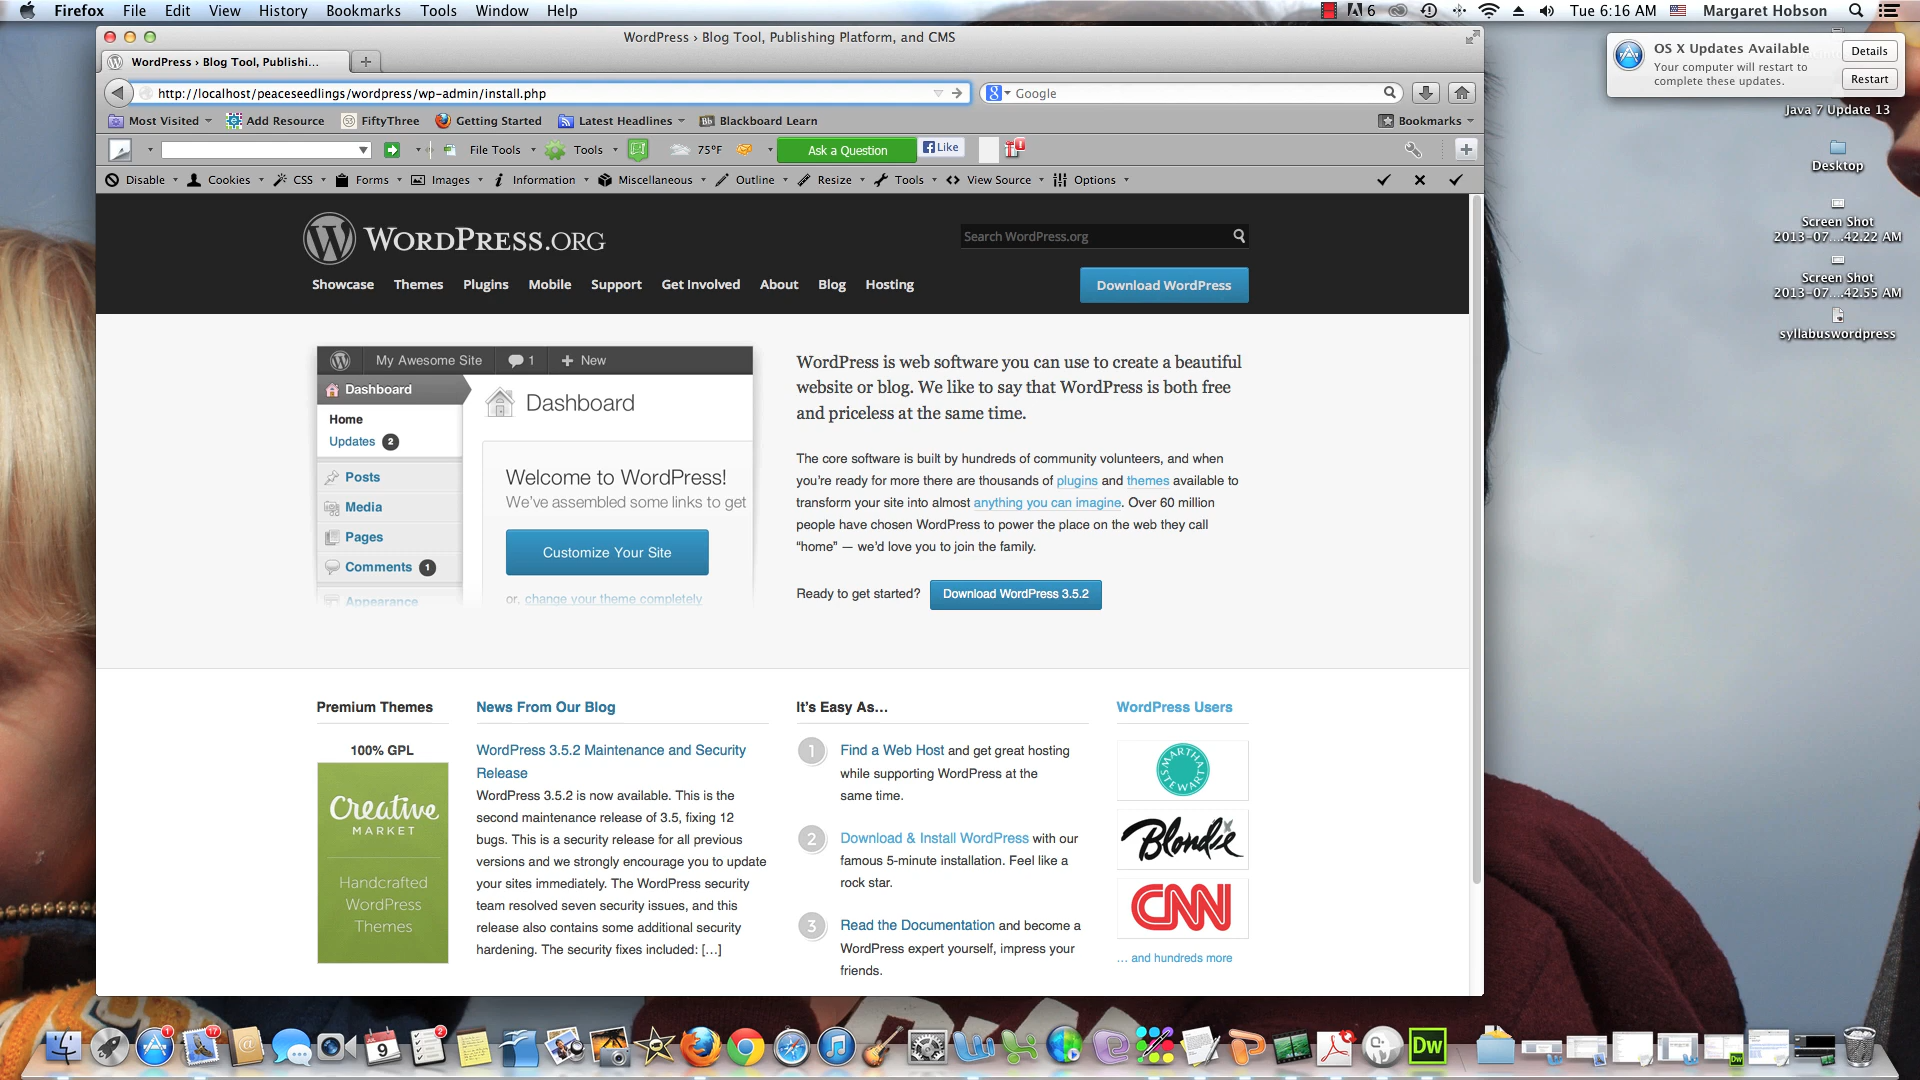 Firefox File Edit View History Bookmarks Tools Window Help
6 Tue 6:16 AM Margaret Hobson
WordPress › Blog Tool, Publishing Platform, and CMS
WordPress › Blog Tool, Publishi...
http://localhost/peaceseedlings/wordpress/wp-admin/install.php
Google
Most Visited Add Resource FiftyThree Getting Started Latest Headlines Bb Blackboard Learn Bookmarks
File Tools Tools 75°F Ask a Question Like
Disable Cookies CSS Forms Images Information Miscellaneous Outline Resize Tools View Source Options
OS X Updates Available
Your computer will restart to
complete these updates.
Details
Restart
Java 7 Update 13
Desktop
Screen Shot
2013-07....42.22 AM
Screen Shot
2013-07....42.55 AM
syllabuswordpress
WORDPRESS.ORG
Search WordPress.org
Showcase Themes Plugins Mobile Support Get Involved About Blog Hosting
Download WordPress
My Awesome Site 1 New
Dashboard
Home
Updates 2
Posts
Media
Pages
Comments 1
Appearance
Dashboard
Welcome to WordPress!
We've assembled some links to get
Customize Your Site
or, change your theme completely
WordPress is web software you can use to create a beautiful
website or blog. We like to say that WordPress is both free
and priceless at the same time.
The core software is built by hundreds of community volunteers, and when
you're ready for more there are thousands of plugins and themes available to
transform your site into almost anything you can imagine. Over 60 million
people have chosen WordPress to power the place on the web they call
“home” — we'd love you to join the family.
Ready to get started? Download WordPress 3.5.2
Premium Themes
100% GPL
Creative
MARKET
Handcrafted
WordPress
Themes
News From Our Blog
WordPress 3.5.2 Maintenance and Security
Release
WordPress 3.5.2 is now available. This is the
second maintenance release of 3.5, fixing 12
bugs. This is a security release for all previous
versions and we strongly encourage you to update
your sites immediately. The WordPress security
team resolved seven security issues, and this
release also contains some additional security
hardening. The security fixes included: [...]
It's Easy As...
1 Find a Web Host and get great hosting
while supporting WordPress at the
same time.
2 Download & Install WordPress with our
famous 5-minute installation. Feel like a
rock star.
3 Read the Documentation and become a
WordPress expert yourself, impress your
friends.
WordPress Users
MARTHA STEWART
Blondie
CNN
... and hundreds more
1 17 9 2 Dw